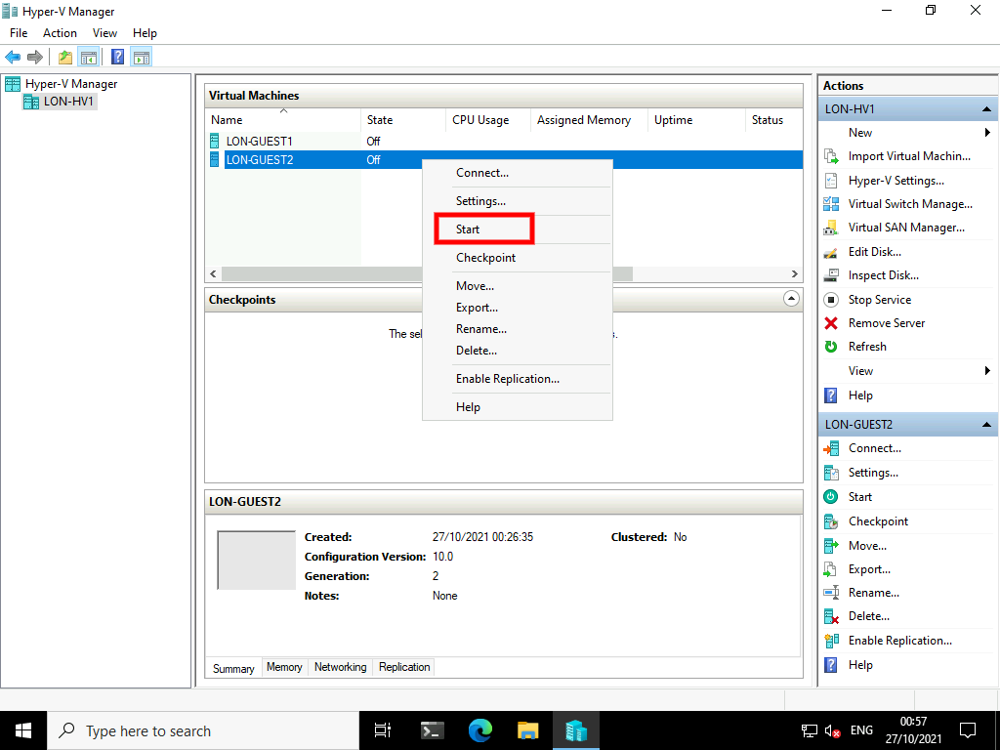 Hyper-V Manager
File Action View Help
Hyper-V Manager
LON-HV1
Virtual Machines
Name State CPU Usage Assigned Memory Uptime Status
LON-GUEST1 Off
LON-GUEST2 Off
Connect...
Settings...
Start
Checkpoint
Move...
Export...
Rename...
Delete...
Enable Replication...
Help
Checkpoints
The sel
s.
LON-GUEST2
Created: 27/10/2021 00:26:35 Clustered: No
Configuration Version: 10.0
Generation: 2
Notes: None
Summary Memory Networking Replication
Actions
LON-HV1
New
Import Virtual Machin...
Hyper-V Settings...
Virtual Switch Manage...
Virtual SAN Manager...
Edit Disk...
Inspect Disk...
Stop Service
Remove Server
Refresh
View
Help
LON-GUEST2
Connect...
Settings...
Start
Checkpoint
Move...
Export...
Rename...
Delete...
Enable Replication...
Help
Type here to search
ENG
00:57
27/10/2021